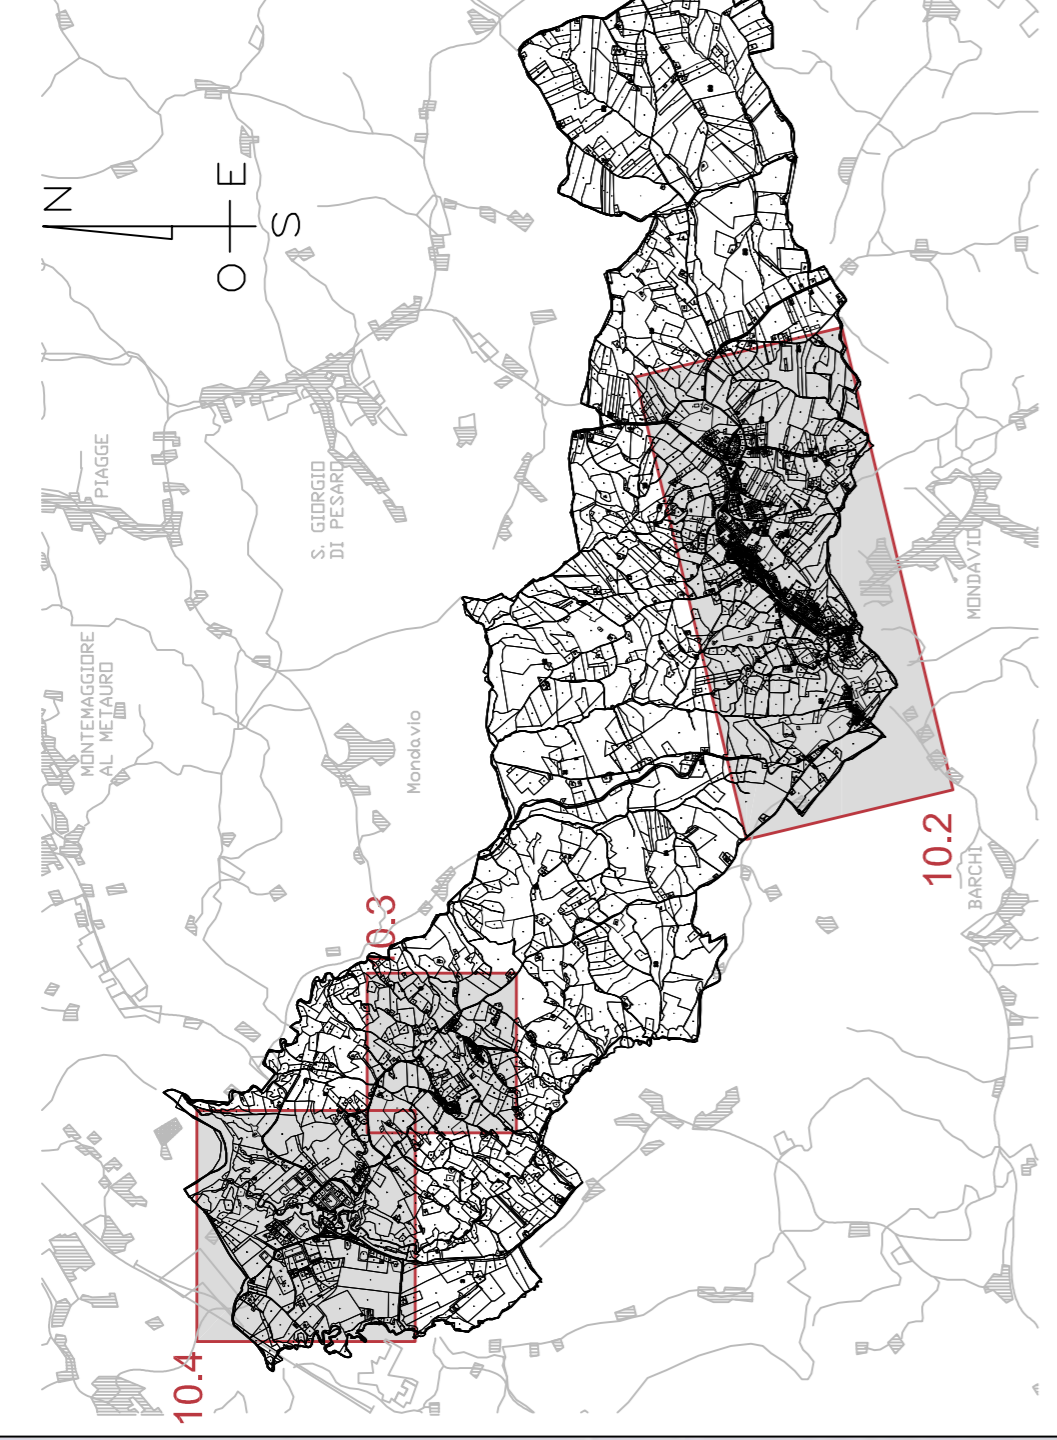 N
O
E
S
PIAGGE
S. GIORGIO
DI PESARO
MONTEMAGGIORE
AL METAURO
Mondavio
MONDAVIO
BARCHI
10.2
10.3
10.4